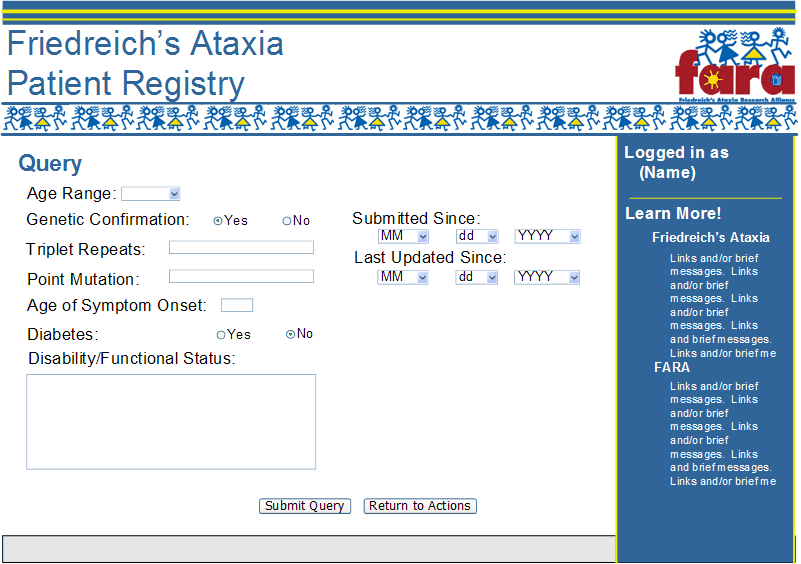 Friedreich's Ataxia
Patient Registry
fara
Friedreich's Ataxia Research Alliance
Query
Age Range:
Genetic Confirmation: Yes No
Triplet Repeats:
Point Mutation:
Age of Symptom Onset:
Diabetes: Yes No
Disability/Functional Status:
Submitted Since:
MM dd YYYY
Last Updated Since:
MM dd YYYY
Submit Query Return to Actions
Logged in as
(Name)
Learn More!
Friedreich's Ataxia
Links and/or brief
messages. Links
and/or brief
messages. Links
and/or brief
messages. Links
and brief messages.
Links and/or brief me
FARA
Links and/or brief
messages. Links
and/or brief
messages. Links
and/or brief
messages. Links
and brief messages.
Links and/or brief me